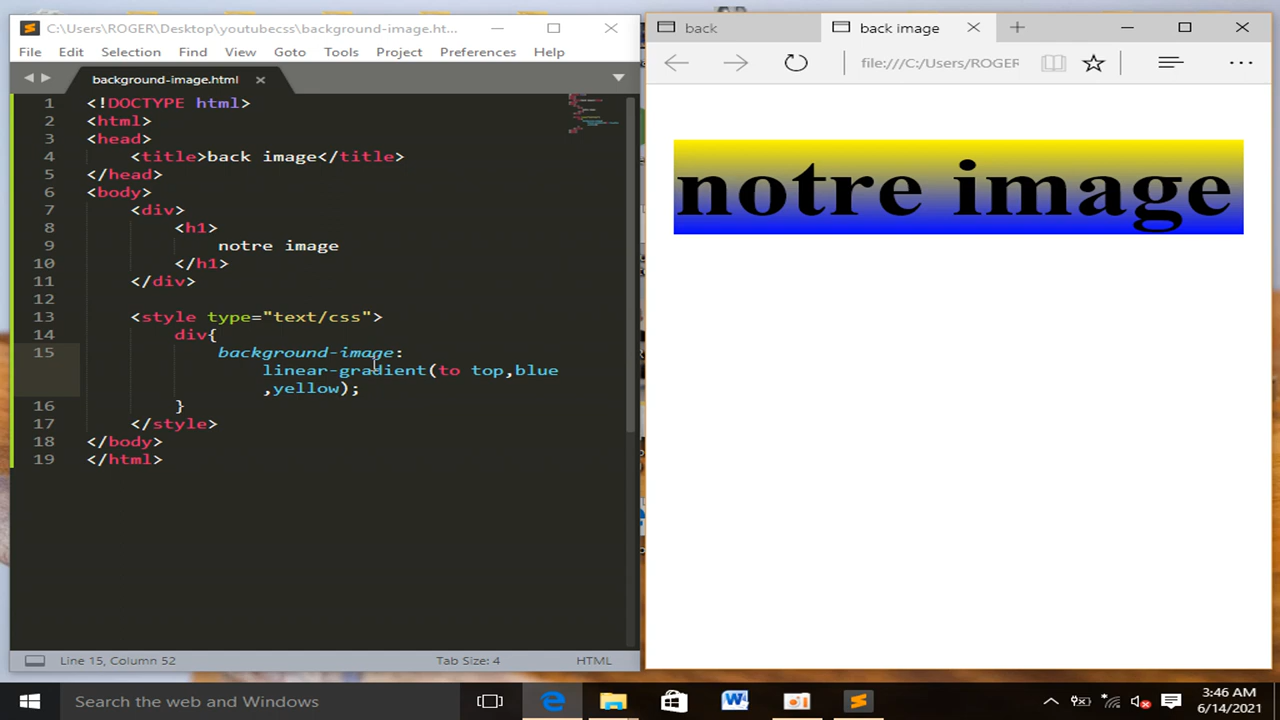 C:\Users\ROGER\Desktop\youtubecss\background-image.ht...
File Edit Selection Find View Goto Tools Project Preferences Help
background-image.html
1 <!DOCTYPE html>
2 <html>
3 <head>
4 <title>back image</title>
5 </head>
6 <body>
7 <div>
8 <h1>
9 notre image
10 </h1>
11 </div>
12
13 <style type="text/css">
14 div{
15 background-image:
linear-gradient(to top,blue
,yellow);
16 }
17 </style>
18 </body>
19 </html>
Line 15, Column 52 Tab Size: 4 HTML
back back image
file:///C:/Users/ROGER
notre image
Search the web and Windows
3:46 AM
6/14/2021